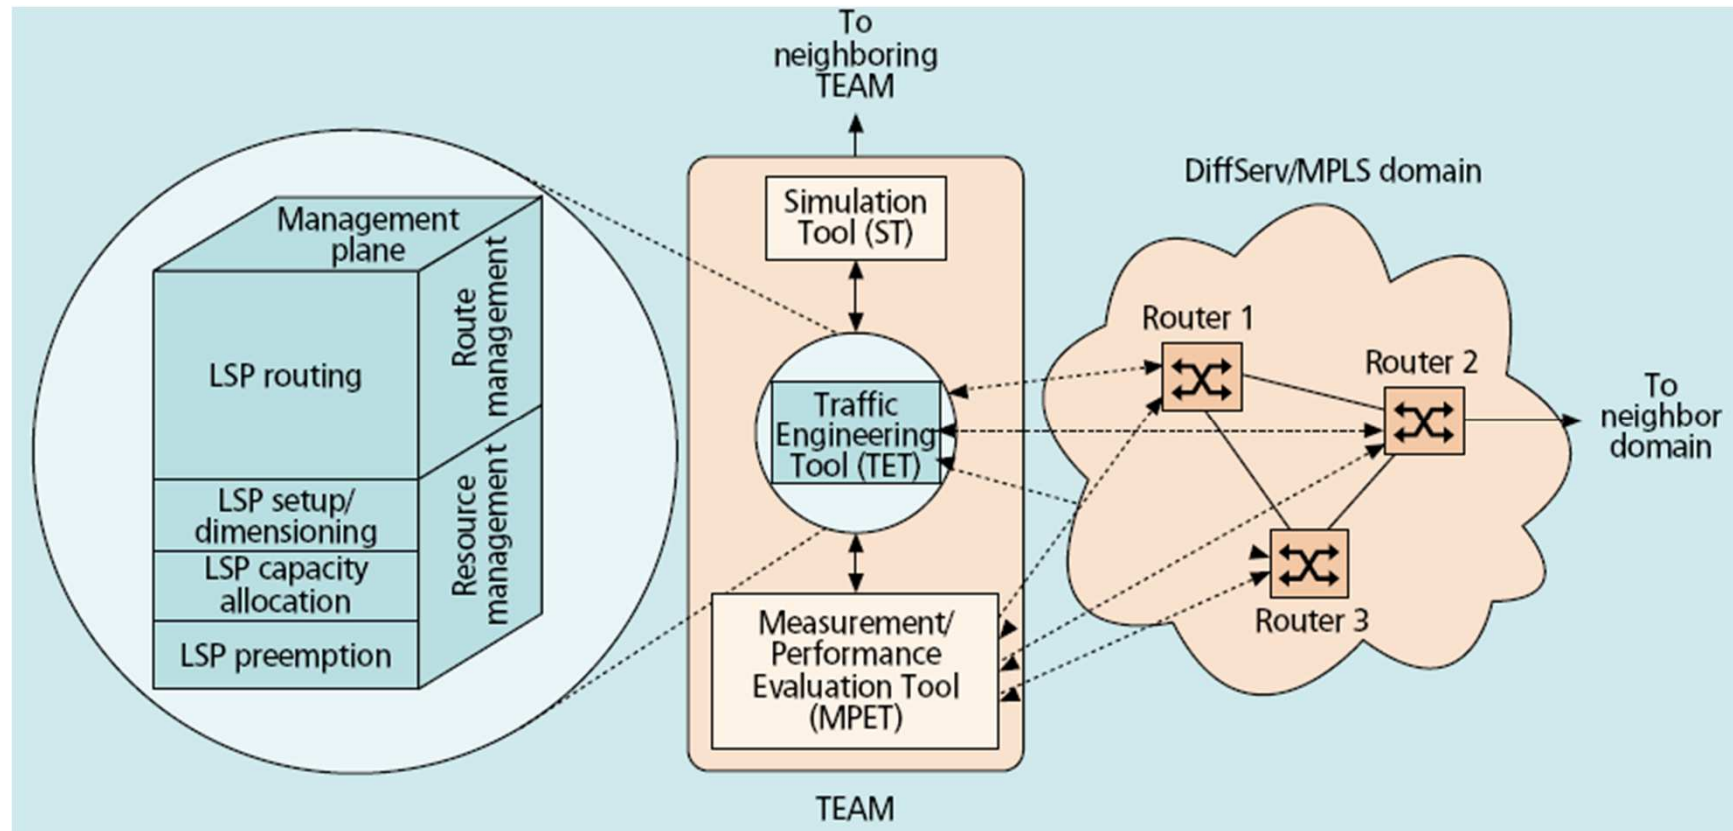 To
neighboring
TEAM
Management
plane
Route
management
LSP routing
Resource
management
LSP setup/
dimensioning
LSP capacity
allocation
LSP preemption
Simulation
Tool (ST)
Traffic
Engineering
Tool (TET)
Measurement/
Performance
Evaluation Tool
(MPET)
TEAM
DiffServ/MPLS domain
Router 1
Router 2
Router 3
To
neighbor
domain